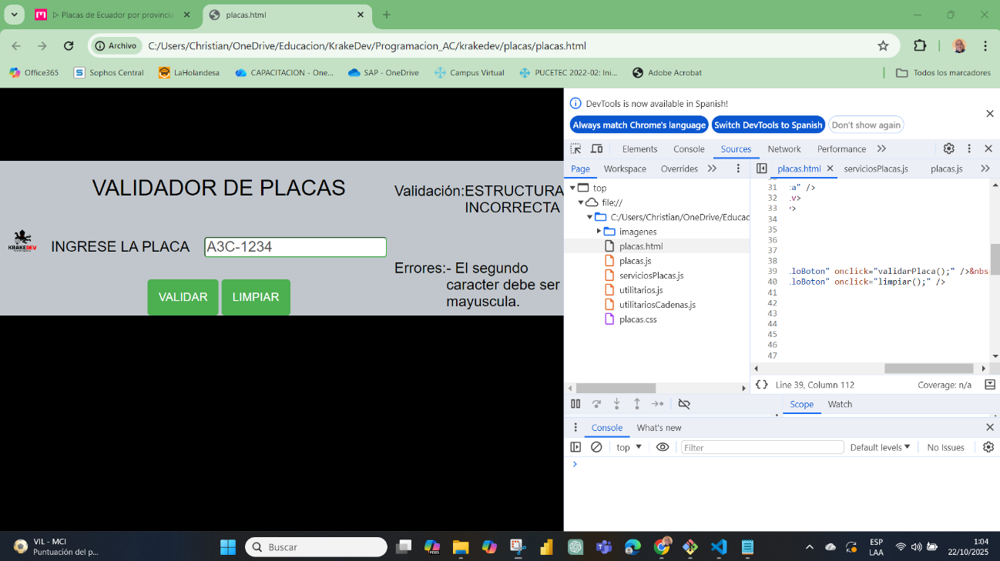 ▷ Placas de Ecuador por provincia
placas.html
Archivo
C:/Users/Christian/OneDrive/Educacion/KrakeDev/Programacion_AC/krakedev/placas/placas.html
Office365
Sophos Central
LaHolandesa
CAPACITACION - One...
SAP - OneDrive
Campus Virtual
PUCETEC 2022-02: Ini...
Adobe Acrobat
Todos los marcadores
VALIDADOR DE PLACAS
KRAKEDEV
INGRESE LA PLACA
A3C-1234
VALIDAR
LIMPIAR
Validación:ESTRUCTURA
INCORRECTA
Errores:- El segundo
caracter debe ser
mayuscula.
DevTools is now available in Spanish!
Always match Chrome's language
Switch DevTools to Spanish
Don't show again
Elements
Console
Sources
Network
Performance
Page
Workspace
Overrides
placas.html
serviciosPlacas.js
placas.js
top
file://
C:/Users/Christian/OneDrive/Educac
imagenes
placas.html
placas.js
serviciosPlacas.js
utilitarios.js
utilitariosCadenas.js
placas.css
31 :a" />
32 .v>
33 '>
34
35
36
37
38
39 .loBoton" onclick="validarPlaca();" />&nbs
40 .loBoton" onclick="limpiar();" />
41
42
43
44
45
46
47
{} Line 39, Column 112
Coverage: n/a
Scope
Watch
Console
What's new
top
Filter
Default levels
No Issues
VIL - MCI
Puntuación del p...
Buscar
ESP
LAA
1:04
22/10/2025